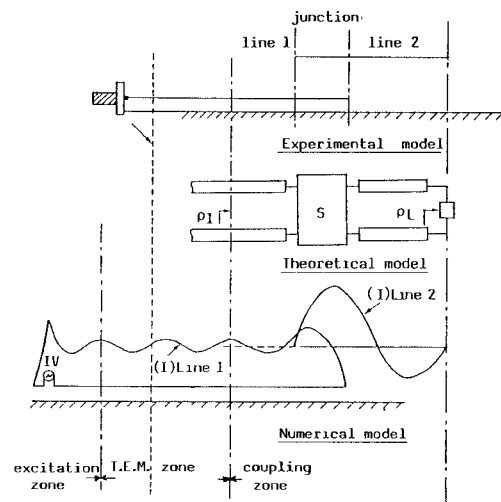 junction
line 1
line 2
Experimental model
ρI
S
ρL
Theoretical model
(I)Line 2
(I)Line 1
1V
Numerical model
excitation zone
T.E.M. zone
coupling zone